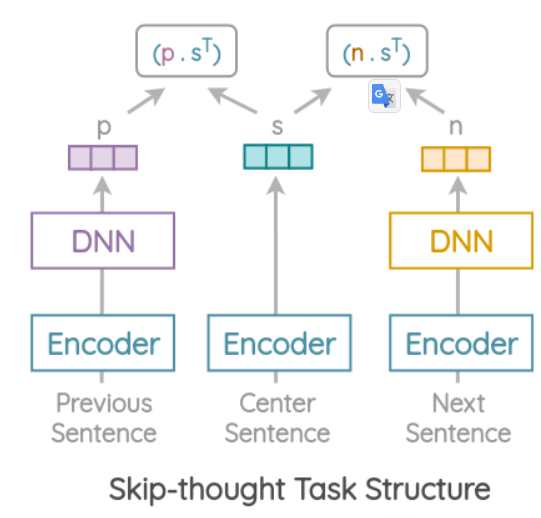 (p . sᵀ) (n . sᵀ)
G
p s n
DNN DNN
Encoder Encoder Encoder
Previous Center Next
Sentence Sentence Sentence
Skip-thought Task Structure